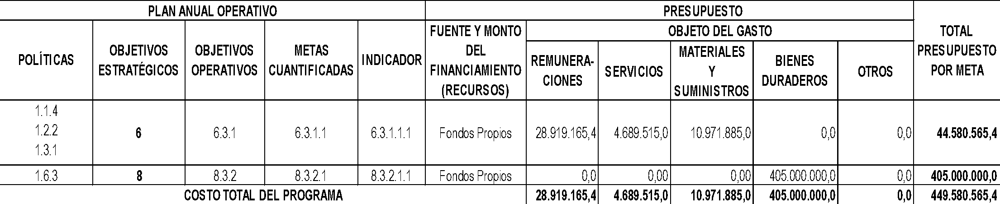 PLAN ANUAL OPERATIVO
PRESUPUESTO
TOTAL
PRESUPUESTO
POR META
POLÍTICAS
OBJETIVOS
ESTRATÉGICOS
OBJETIVOS
OPERATIVOS
METAS
CUANTIFICADAS
INDICADOR
FUENTE Y MONTO
DEL
FINANCIAMIENTO
(RECURSOS)
OBJETO DEL GASTO
REMUNERA-
CIONES
SERVICIOS
MATERIALES
Y
SUMINISTROS
BIENES
DURADEROS
OTROS
1.1.4
1.2.2
1.3.1
6 6.3.1 6.3.1.1 6.3.1.1.1 Fondos Propios 28.919.165,4 4.689.515,0 10.971.885,0 0,0 0,0 44.580.565,4
1.6.3 8 8.3.2 8.3.2.1 8.3.2.1.1 Fondos Propios 0,0 0,00 0,00 405.000.000,0 0,0 405.000.000,0
COSTO TOTAL DEL PROGRAMA 28.919.165,4 4.689.515,0 10.971.885,0 405.000.000,0 0,0 449.580.565,4